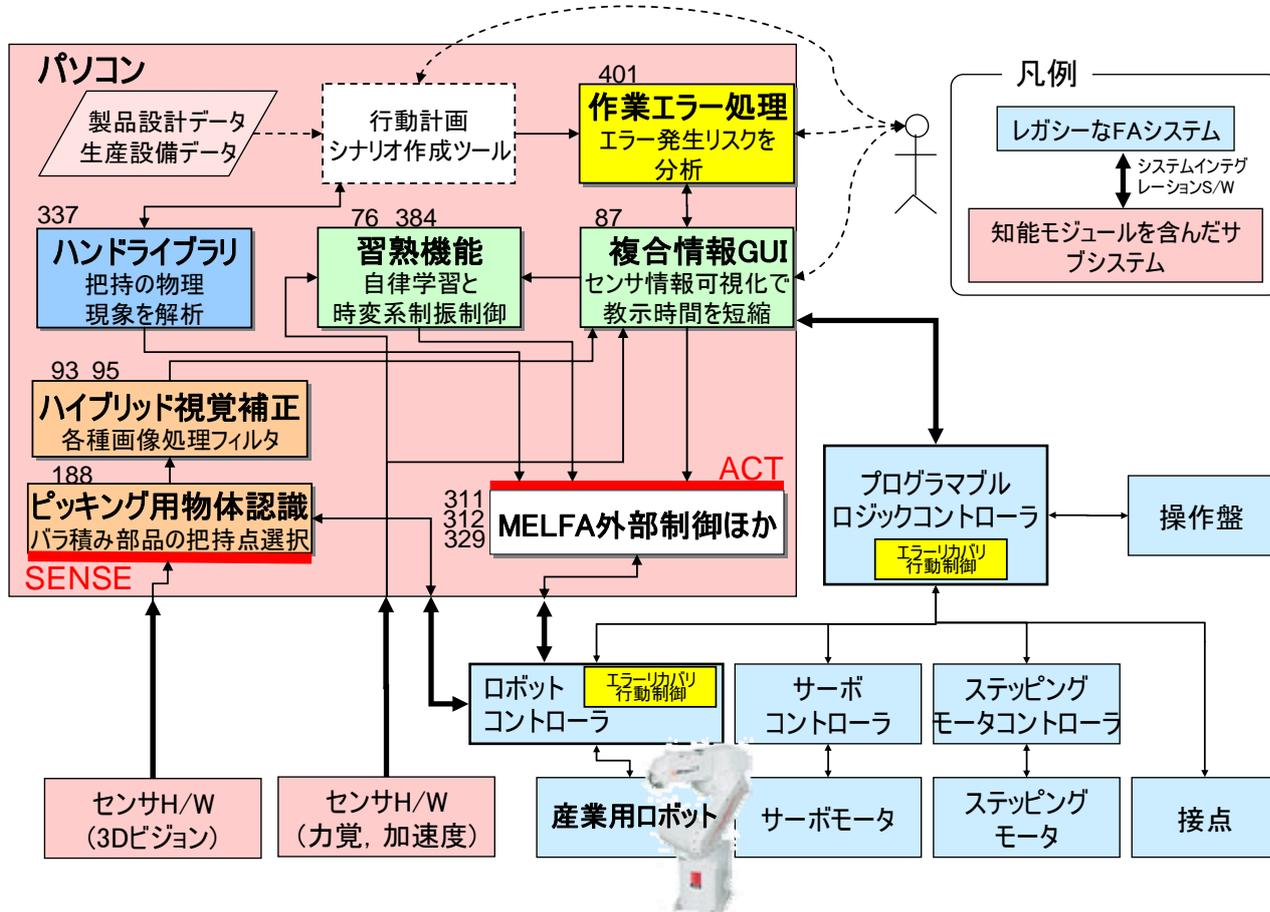 パソコン
製品設計データ
生産設備データ
行動計画
シナリオ作成ツール
401
作業エラー処理
エラー発生リスクを
分析
凡例
レガシーなFAシステム
システムインテグ
レーションS/W
知能モジュールを含んだサ
ブシステム
337
ハンドライブラリ
把持の物理
現象を解析
76 384
習熟機能
自律学習と
時変系制振制御
87
複合情報GUI
センサ情報可視化で
教示時間を短縮
93 95
ハイブリッド視覚補正
各種画像処理フィルタ
188
ピッキング用物体認識
バラ積み部品の把持点選択
SENSE
ACT
311
312
329
MELFA外部制御ほか
プログラマブル
ロジックコントローラ
エラーリカバリ
行動制御
操作盤
ロボット
コントローラ
エラーリカバリ
行動制御
サーボ
コントローラ
ステッピング
モータコントローラ
センサH/W
(3Dビジョン)
センサH/W
(力覚，加速度)
産業用ロボット
サーボモータ
ステッピング
モータ
接点